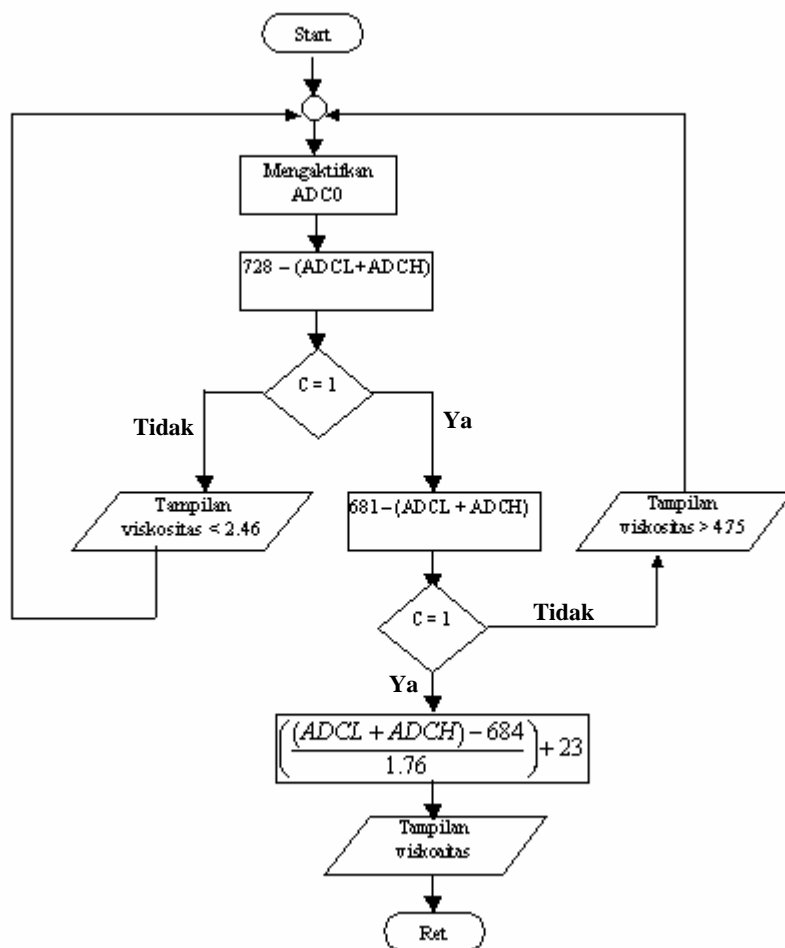 Start
Mengaktifkan
ADC0
728 – (ADCL+ADCH)
C = 1
Tidak
Ya
Tampilan
viskositas < 2.46
681 – (ADCL + ADCH)
Tampilan
viskositas > 4.75
C = 1
Tidak
Ya
(((ADCL + ADCH) – 684) / 1.76) + 23
Tampilan
viskoaitas
Ret